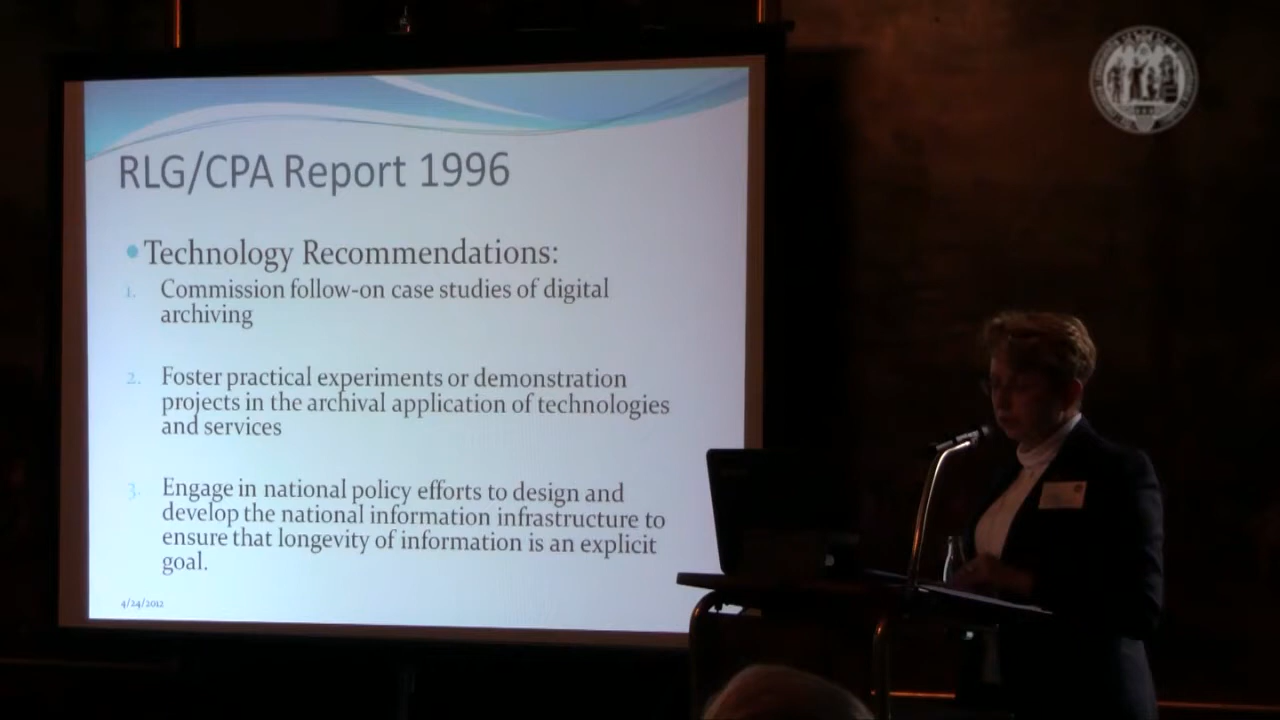 RLG/CPA Report 1996
Technology Recommendations:
1. Commission follow-on case studies of digital
archiving
2. Foster practical experiments or demonstration
projects in the archival application of technologies
and services
3. Engage in national policy efforts to design and
develop the national information infrastructure to
ensure that longevity of information is an explicit
goal.
4/24/2012